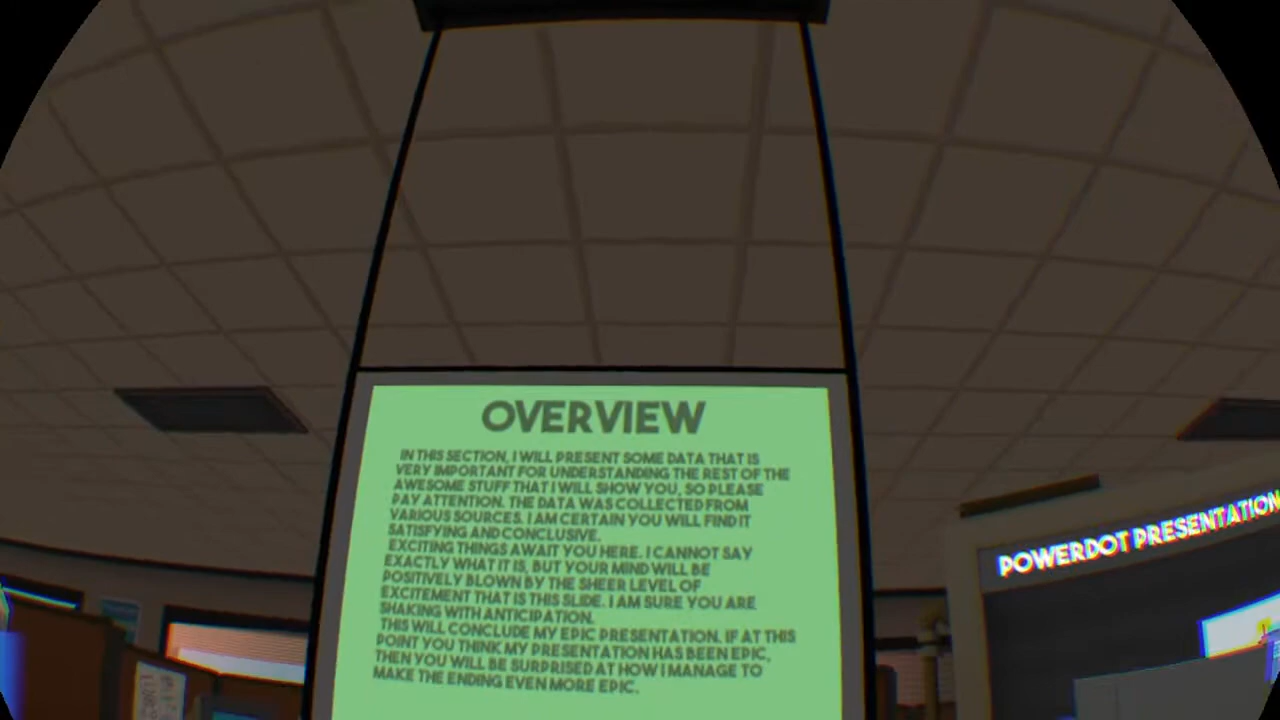 OVERVIEW
IN THIS SECTION, I WILL PRESENT SOME DATA THAT IS
VERY IMPORTANT FOR UNDERSTANDING THE REST OF THE
AWESOME STUFF THAT I WILL SHOW YOU, SO PLEASE
PAY ATTENTION. THE DATA WAS COLLECTED FROM
VARIOUS SOURCES. I AM CERTAIN YOU WILL FIND IT
SATISFYING AND CONCLUSIVE.
EXCITING THINGS AWAIT YOU HERE. I CANNOT SAY
EXACTLY WHAT IT IS, BUT YOUR MIND WILL BE
POSITIVELY BLOWN BY THE SHEER LEVEL OF
EXCITEMENT THAT IS THIS SLIDE. I AM SURE YOU ARE
SHAKING WITH ANTICIPATION.
THIS WILL CONCLUDE MY EPIC PRESENTATION. IF AT THIS
POINT YOU THINK MY PRESENTATION HAS BEEN EPIC,
THEN YOU WILL BE SURPRISED AT HOW I MANAGE TO
MAKE THE ENDING EVEN MORE EPIC.
POWERDOT PRESENTATION